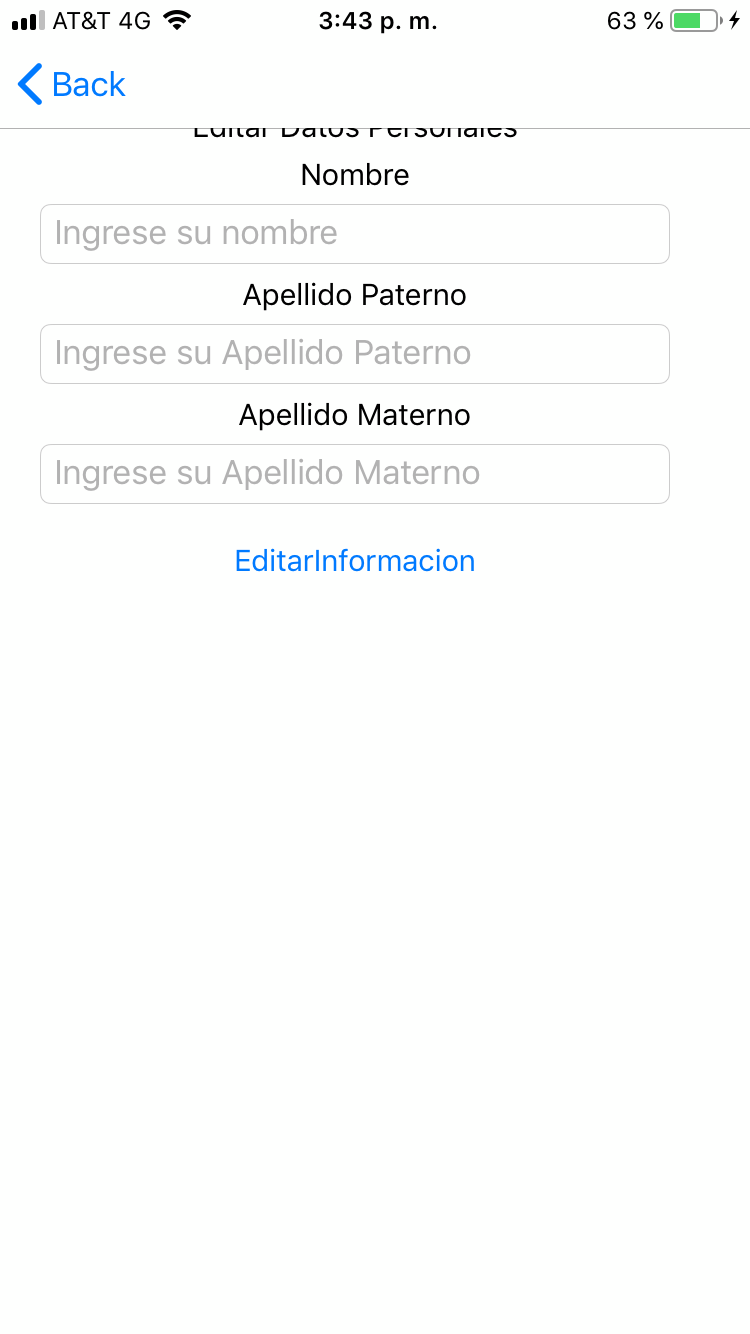 AT&T 4G 3:43 p. m. 63 %
Back
Editar Datos Personales
Nombre
Ingrese su nombre
Apellido Paterno
Ingrese su Apellido Paterno
Apellido Materno
Ingrese su Apellido Materno
EditarInformacion